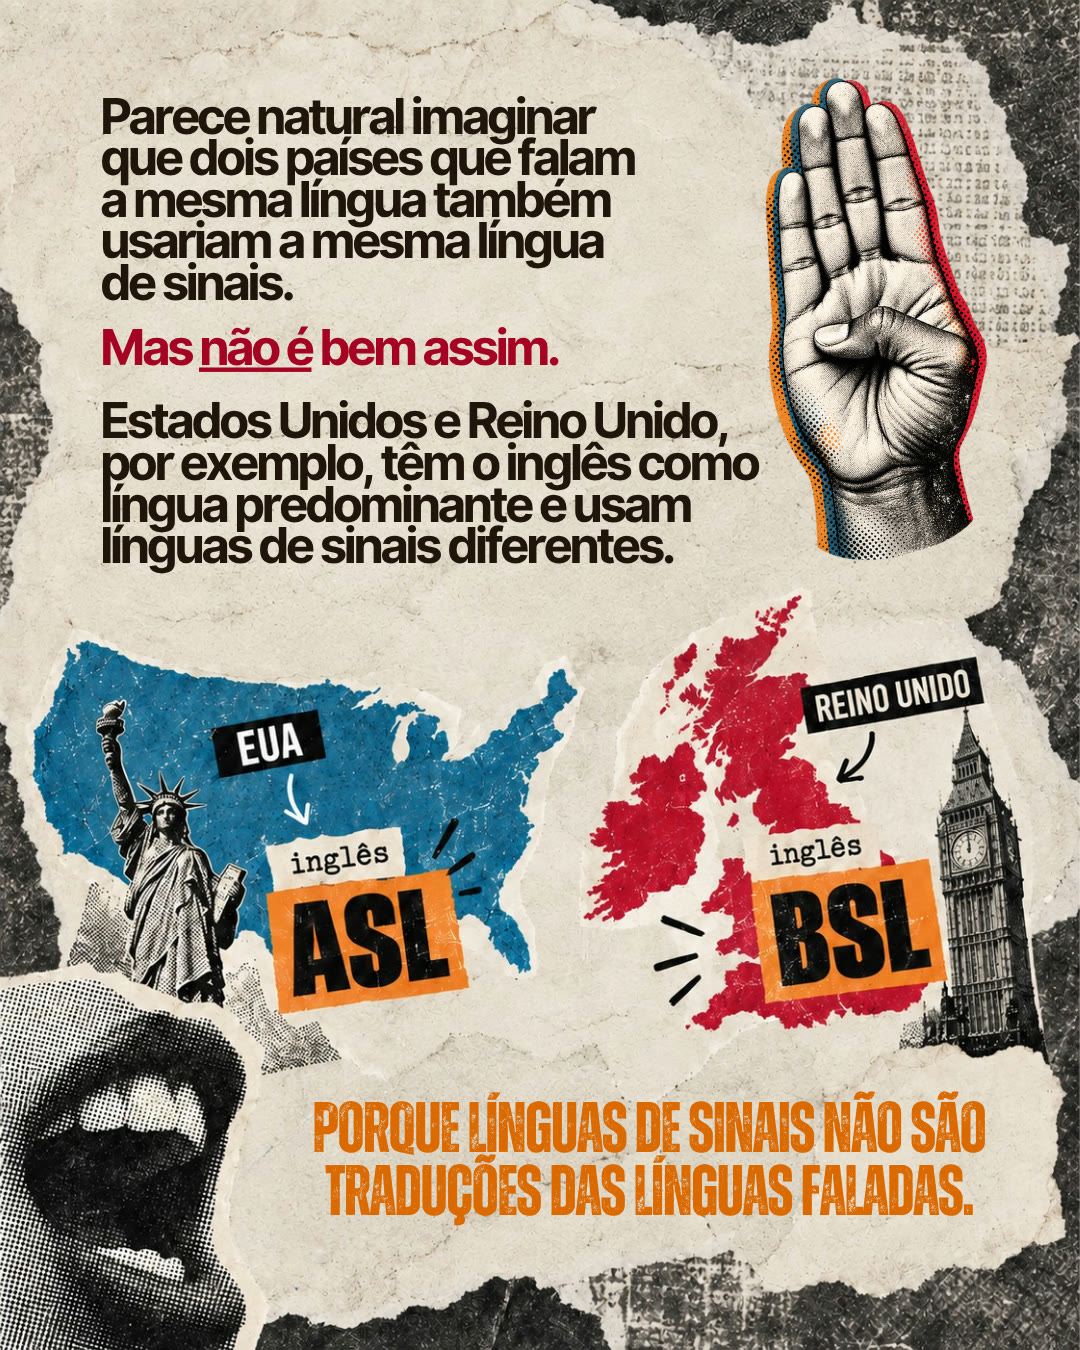 Parece natural imaginar
que dois países que falam
a mesma língua também
usariam a mesma língua
de sinais.
Mas não é bem assim.
Estados Unidos e Reino Unido,
por exemplo, têm o inglês como
língua predominante e usam
línguas de sinais diferentes.
EUA
inglês
ASL
REINO UNIDO
inglês
BSL
PORQUE LÍNGUAS DE SINAIS NÃO SÃO
TRADUÇÕES DAS LÍNGUAS FALADAS.